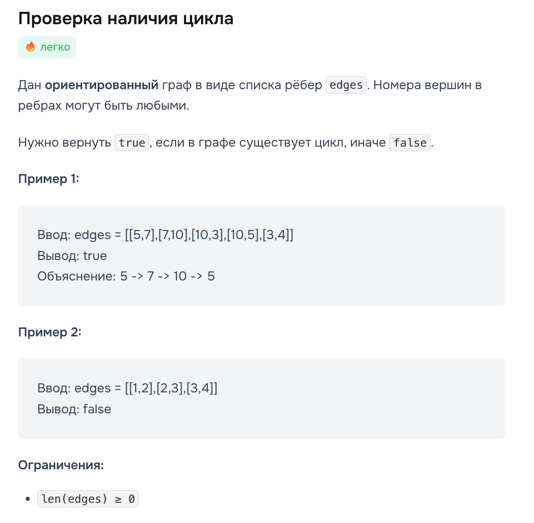 Проверка наличия цикла
🔥 легко
Дан ориентированный граф в виде списка рёбер edges. Номера вершин в
ребрах могут быть любыми.
Нужно вернуть true, если в графе существует цикл, иначе false.
Пример 1:
Ввод: edges = [[5,7],[7,10],[10,3],[10,5],[3,4]]
Вывод: true
Объяснение: 5 -> 7 -> 10 -> 5
Пример 2:
Ввод: edges = [[1,2],[2,3],[3,4]]
Вывод: false
Ограничения:
• len(edges) ≥ 0